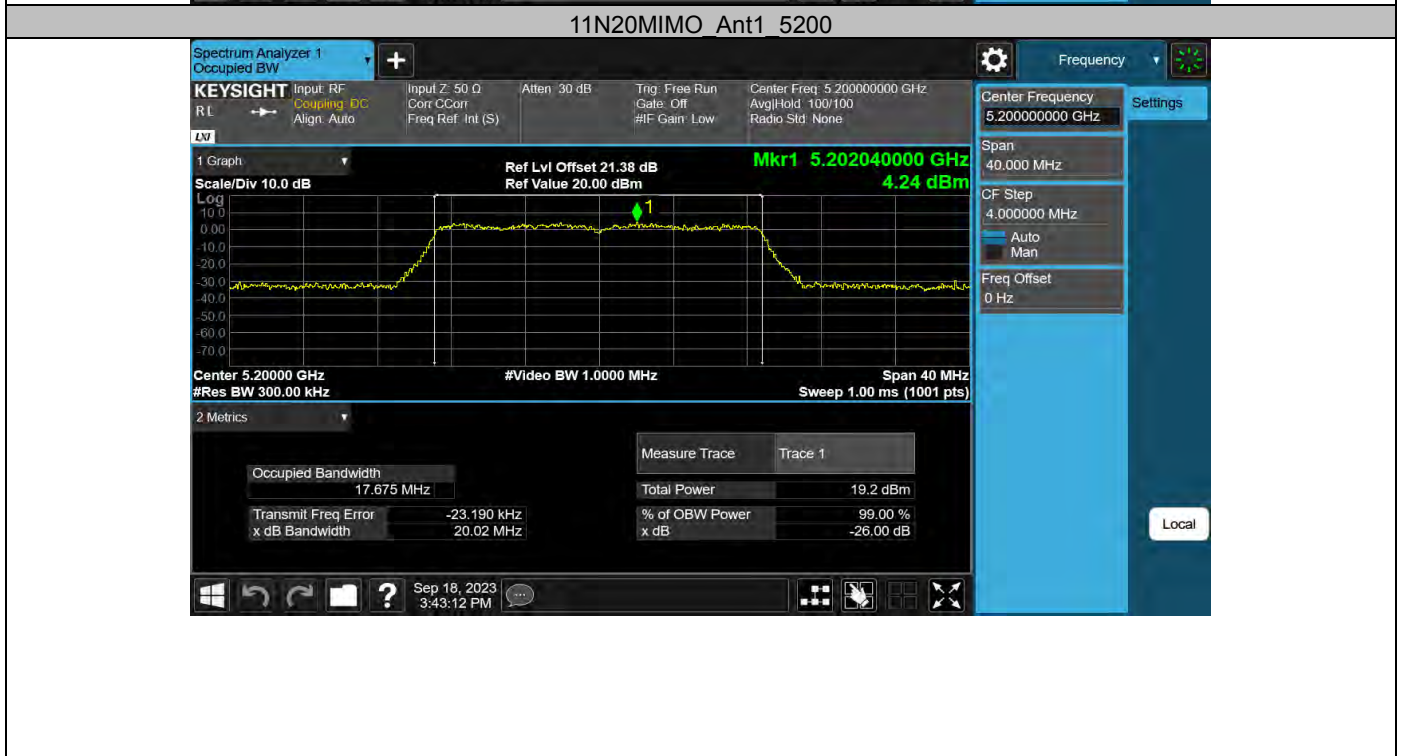 11N20MIMO_Ant1_5200
Spectrum Analyzer 1
Occupied BW
+
Frequency
KEYSIGHT
RL
LXI
Input: RF
Coupling: DC
Align: Auto
Input Z: 50 Ω
Corr CCorr
Freq Ref: Int (S)
Atten: 30 dB
Trig: Free Run
Gate: Off
#IF Gain: Low
Center Freq: 5.200000000 GHz
Avg|Hold: 100/100
Radio Std: None
Center Frequency
5.200000000 GHz
Settings
Span
40.000 MHz
CF Step
4.000000 MHz
Auto
Man
Freq Offset
0 Hz
Local
1 Graph
Scale/Div 10.0 dB
Ref Lvl Offset 21.38 dB
Ref Value 20.00 dBm
Mkr1 5.202040000 GHz
4.24 dBm
Log
10.0
0.00
-10.0
-20.0
-30.0
-40.0
-50.0
-60.0
-70.0
1
Center 5.20000 GHz
#Res BW 300.00 kHz
#Video BW 1.0000 MHz
Span 40 MHz
Sweep 1.00 ms (1001 pts)
2 Metrics
Measure Trace Trace 1
Occupied Bandwidth
17.675 MHz
Total Power 19.2 dBm
Transmit Freq Error -23.190 kHz
% of OBW Power 99.00 %
x dB Bandwidth 20.02 MHz
x dB -26.00 dB
?
Sep 18, 2023
3:43:12 PM